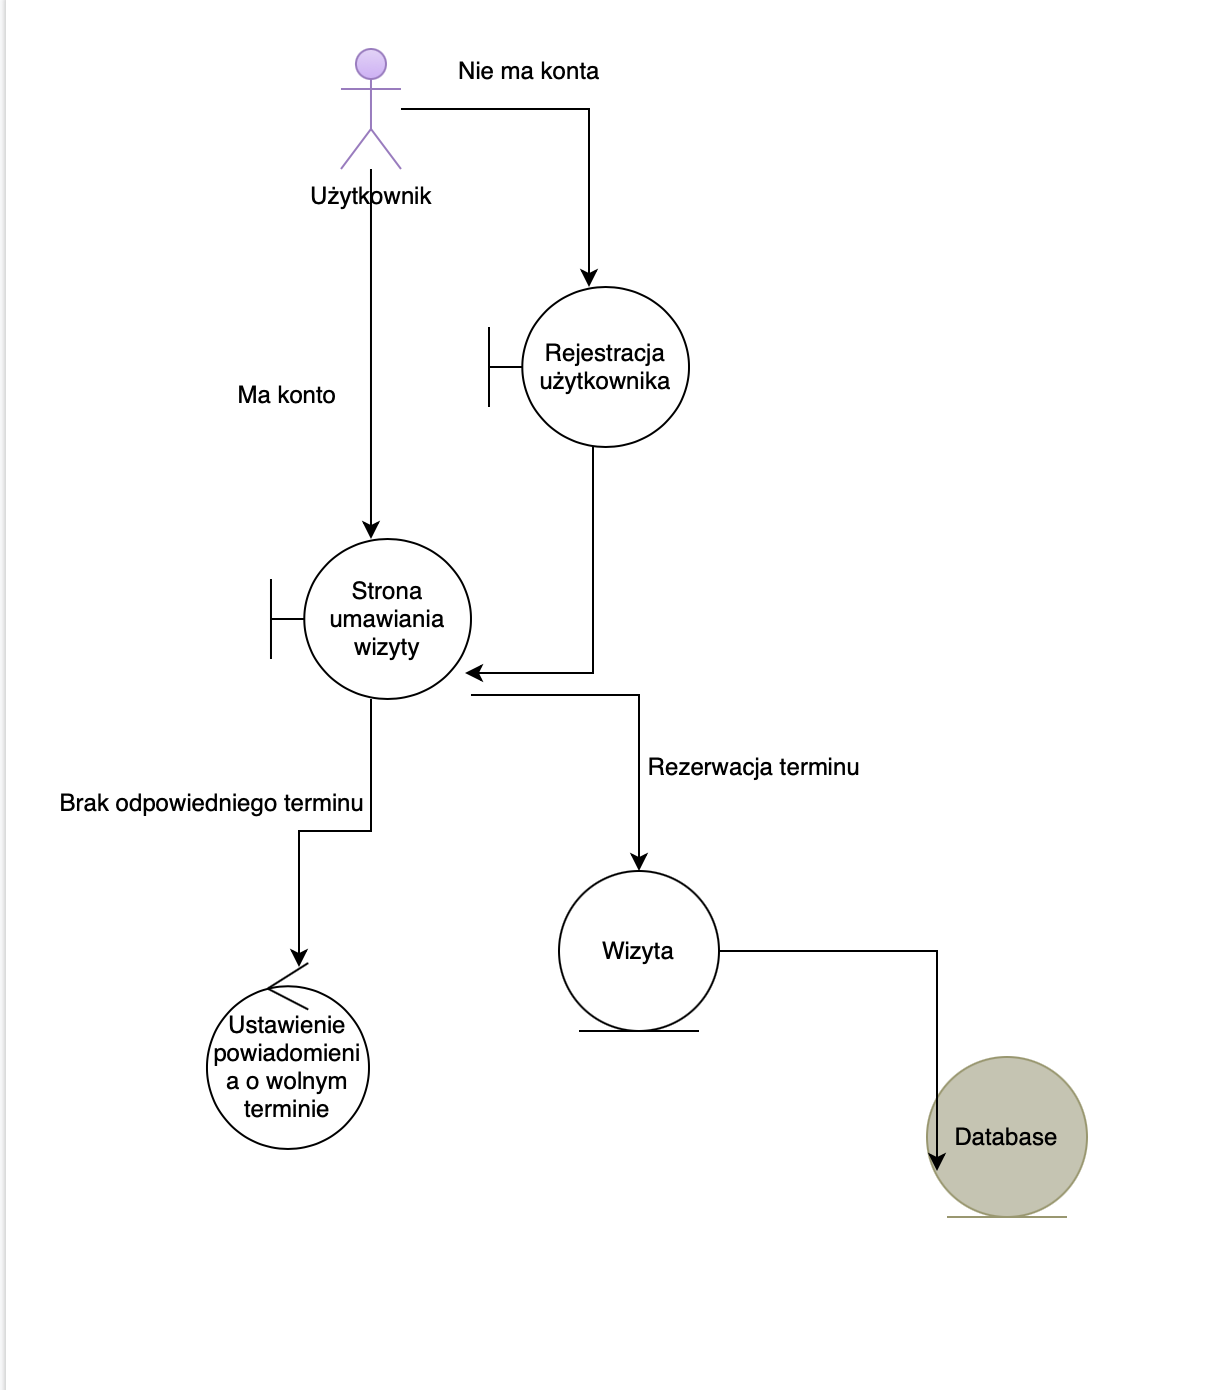 Nie ma konta
Użytkownik
Rejestracja
użytkownika
Ma konto
Strona
umawiania
wizyty
Rezerwacja terminu
Brak odpowiedniego terminu
Wizyta
Ustawienie
powiadomieni
a o wolnym
terminie
Database